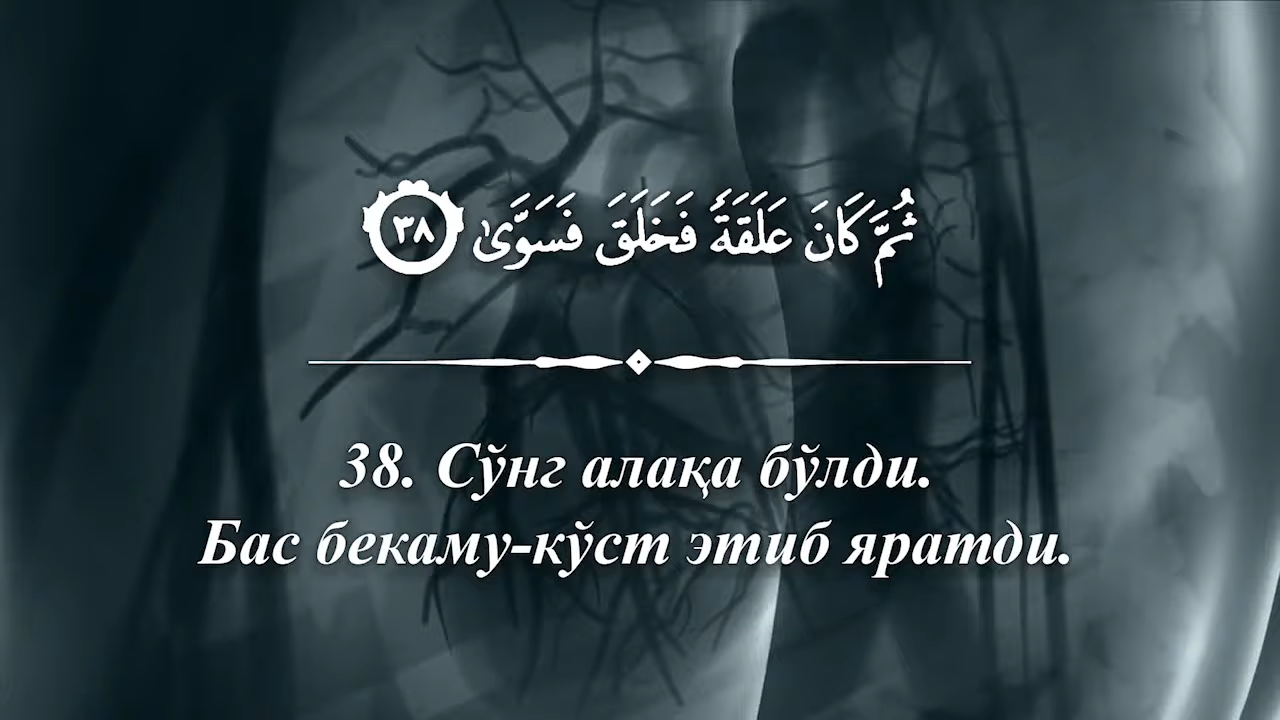 ثُمَّ كَانَ عَلَقَةً فَخَلَقَ فَسَوَّىٰ ٣٨
38. Сўнг алақа бўлди.
Бас бекаму-кўст этиб яратди.